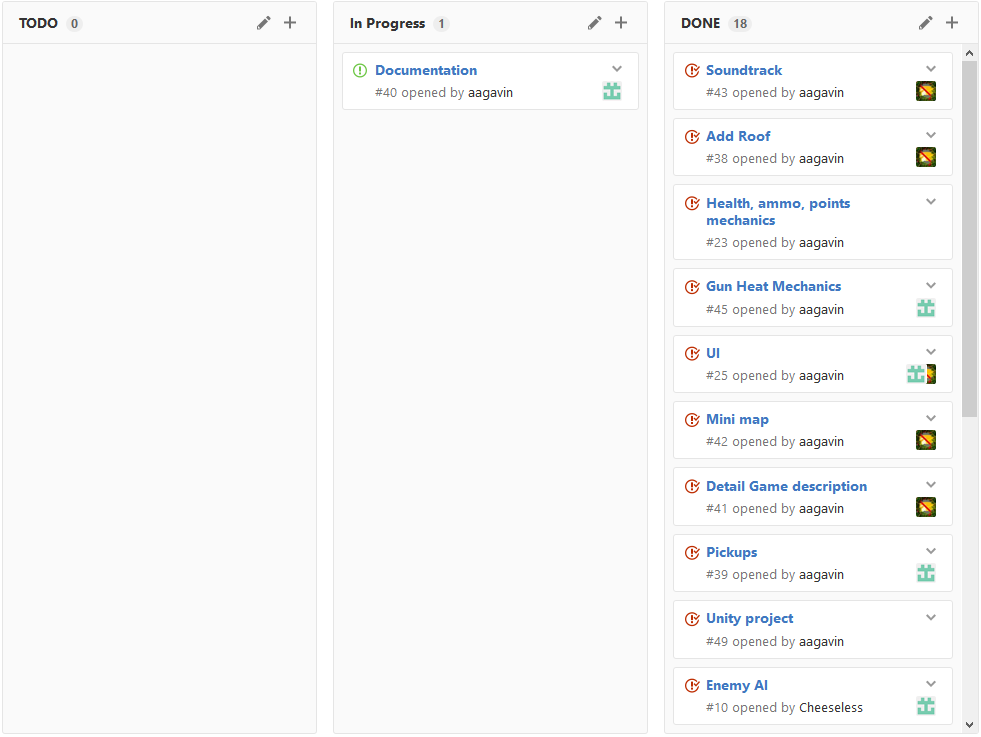 TODO 0
In Progress 1
Documentation
#40 opened by aagavin
DONE 18
Soundtrack
#43 opened by aagavin
Add Roof
#38 opened by aagavin
Health, ammo, points
mechanics
#23 opened by aagavin
Gun Heat Mechanics
#45 opened by aagavin
UI
#25 opened by aagavin
Mini map
#42 opened by aagavin
Detail Game description
#41 opened by aagavin
Pickups
#39 opened by aagavin
Unity project
#49 opened by aagavin
Enemy AI
#10 opened by Cheeseless